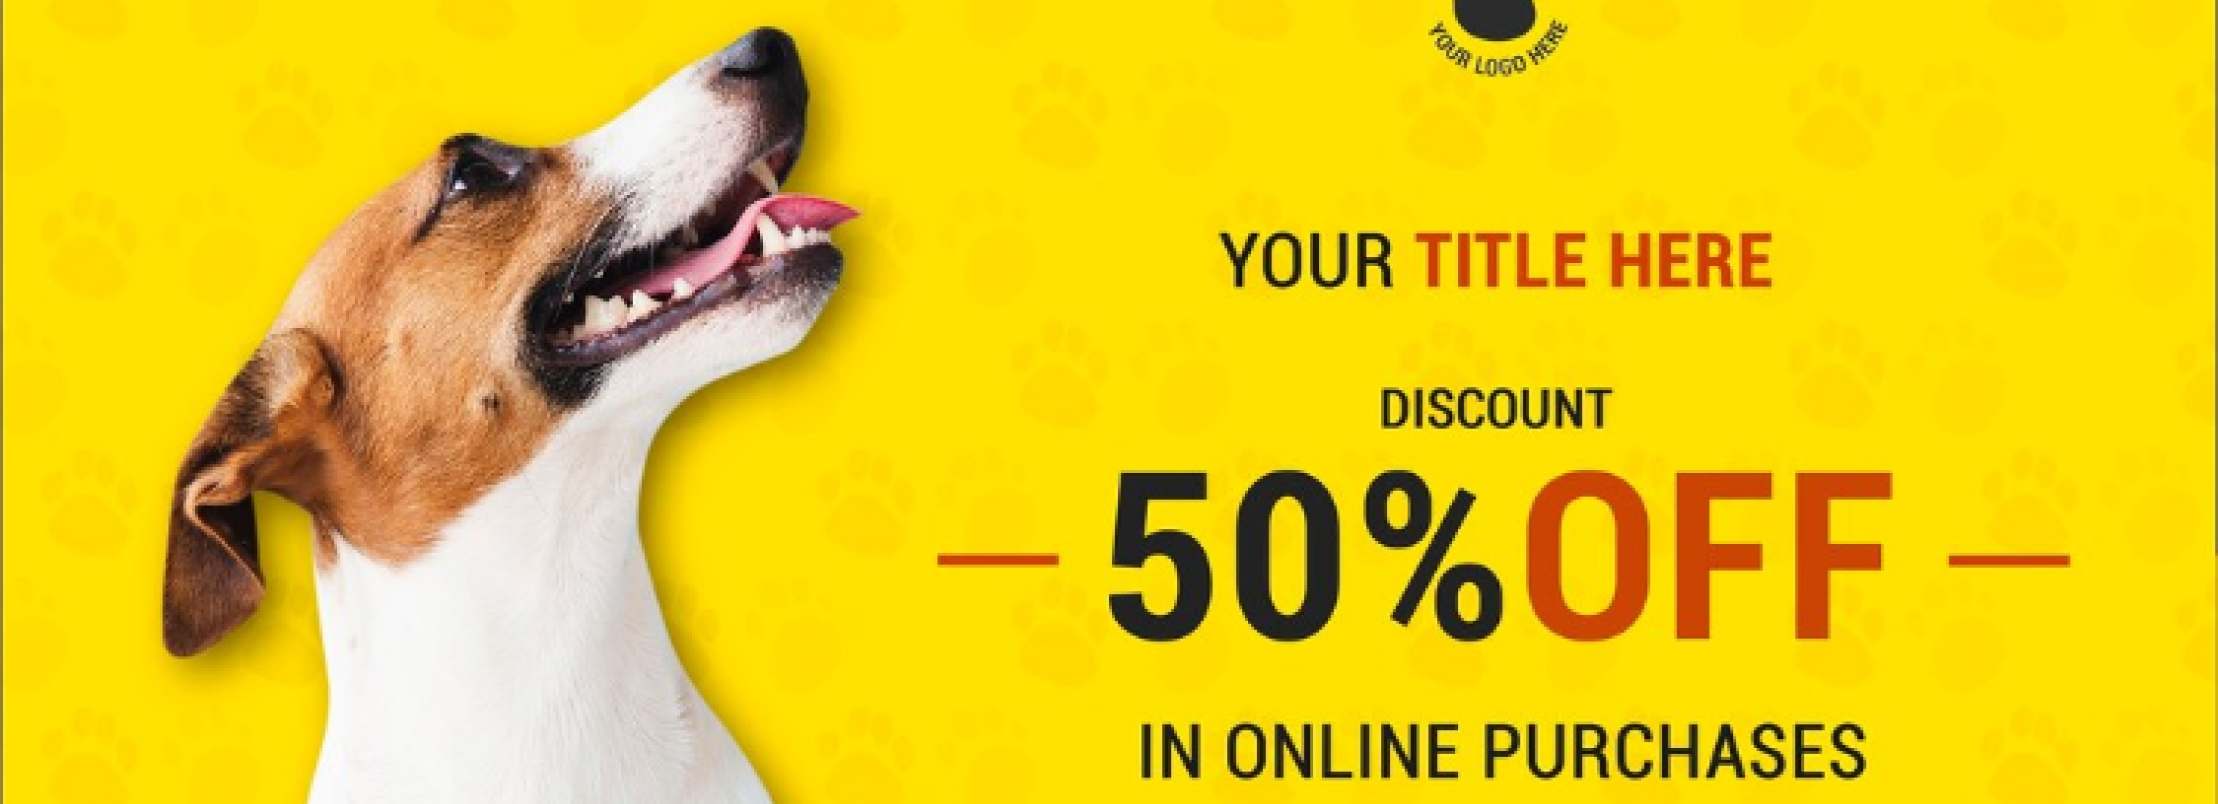 YOUR LOGO HERE
YOUR TITLE HERE
DISCOUNT
50%OFF
IN ONLINE PURCHASES